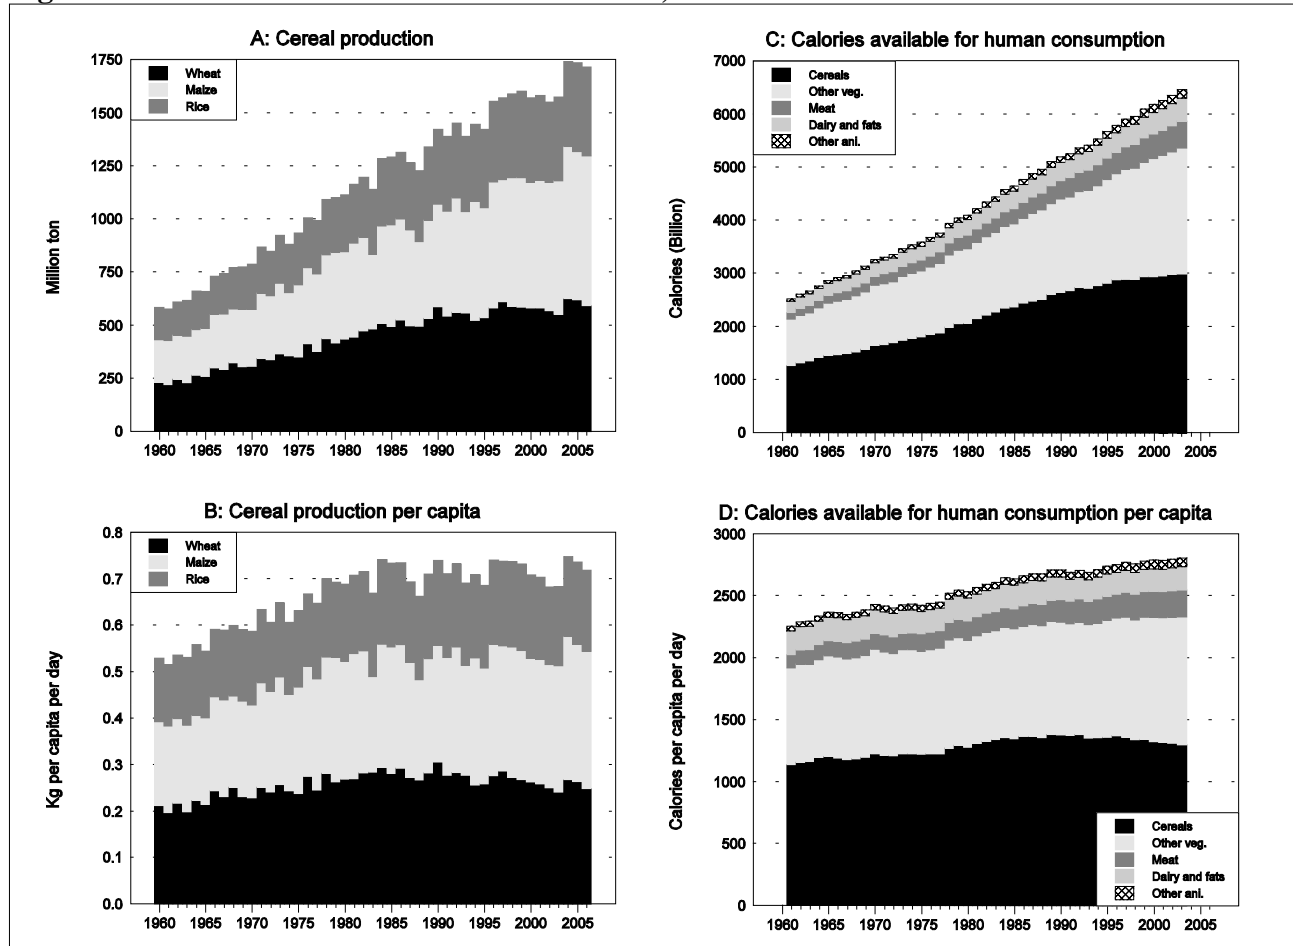 A: Cereal production
1750
1500
1250
1000
750
500
250
0
Million ton
Wheat
Maize
Rice
1960 1965 1970 1975 1980 1985 1990 1995 2000 2005
C: Calories available for human consumption
7000
6000
5000
4000
3000
2000
1000
0
Calories (Billion)
Cereals
Other veg.
Meat
Dairy and fats
Other ani.
1960 1965 1970 1975 1980 1985 1990 1995 2000 2005
B: Cereal production per capita
0.8
0.7
0.6
0.5
0.4
0.3
0.2
0.1
0.0
Kg per capita per day
Wheat
Maize
Rice
1960 1965 1970 1975 1980 1985 1990 1995 2000 2005
D: Calories available for human consumption per capita
3000
2500
2000
1500
1000
500
0
Calories per capita per day
Cereals
Other veg.
Meat
Dairy and fats
Other ani.
1960 1965 1970 1975 1980 1985 1990 1995 2000 2005